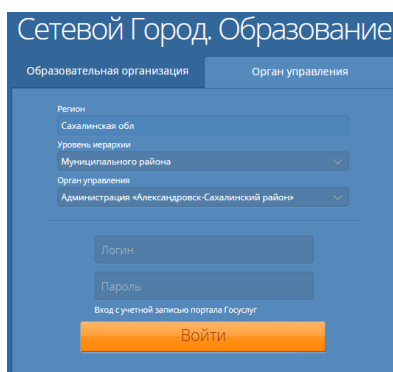 Сетевой Город. Образование
Образовательная организация
Орган управления
Регион
Сахалинская обл
Уровень иерархии
Муниципального района
Орган управления
Администрация «Александровск-Сахалинский район»
Логин
Пароль
Вход с учетной записью портала Госуслуг
Войти